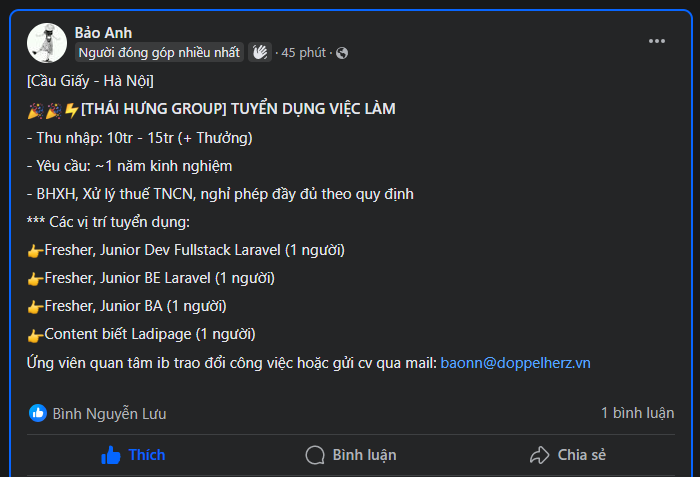 Bảo Anh
Người đóng góp nhiều nhất 👋 · 45 phút ·
[Cầu Giấy - Hà Nội]
🎉🎉⚡[THÁI HƯNG GROUP] TUYỂN DỤNG VIỆC LÀM
- Thu nhập: 10tr - 15tr (+ Thưởng)
- Yêu cầu: ~1 năm kinh nghiệm
- BHXH, Xử lý thuế TNCN, nghỉ phép đầy đủ theo quy định
*** Các vị trí tuyển dụng:
👉Fresher, Junior Dev Fullstack Laravel (1 người)
👉Fresher, Junior BE Laravel (1 người)
👉Fresher, Junior BA (1 người)
👉Content biết Ladipage (1 người)
Ứng viên quan tâm ib trao đổi công việc hoặc gửi cv qua mail: baonn@doppelherz.vn
Bình Nguyễn Lưu 1 bình luận
Thích Bình luận Chia sẻ